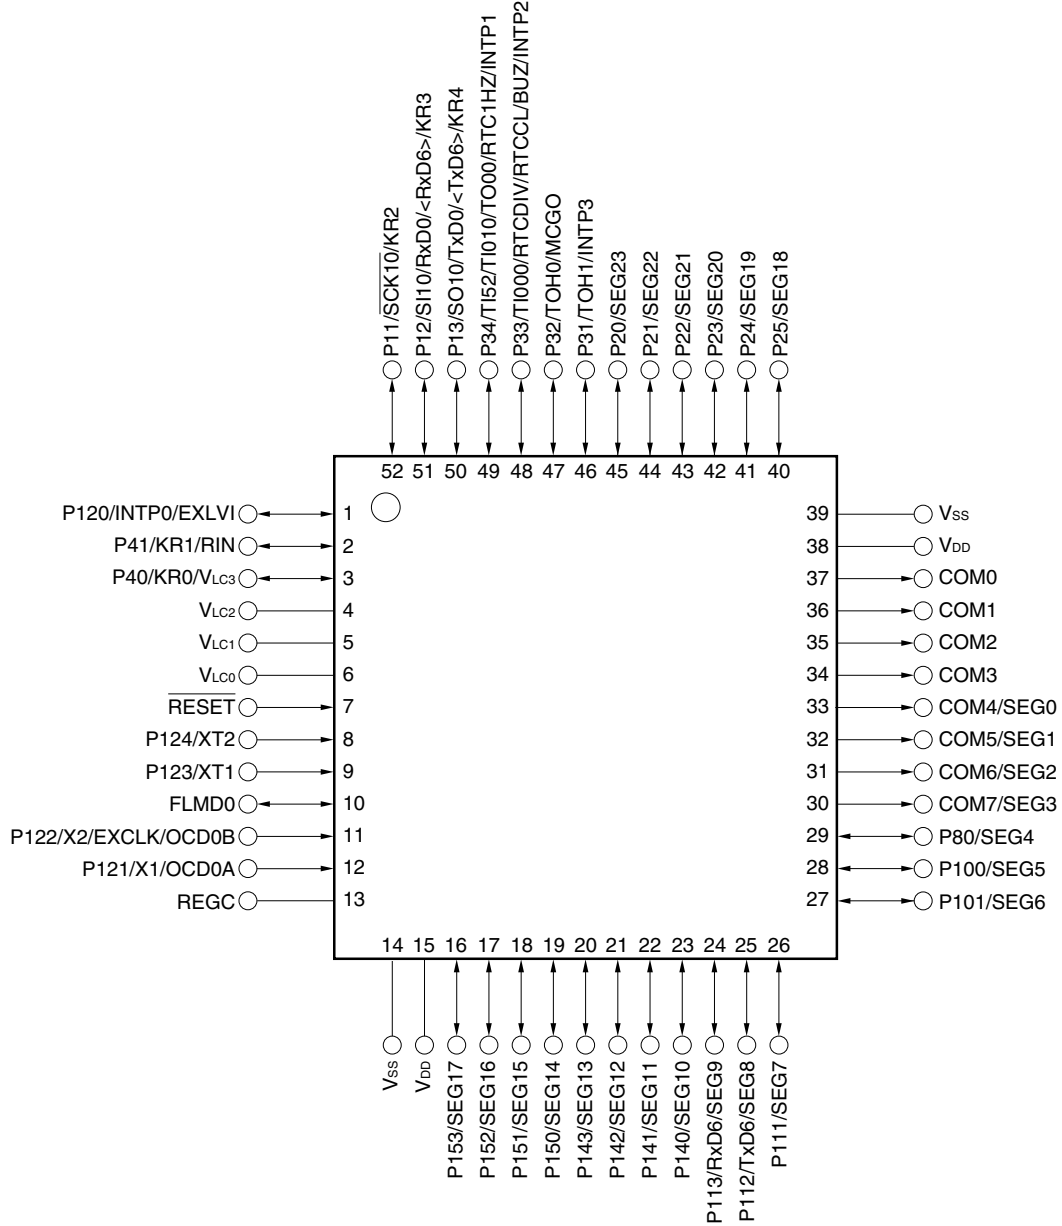 P11/SCK10/KR2
P12/SI10/RxD0/<RxD6>/KR3
P13/SO10/TxD0/<TxD6>/KR4
P34/TI52/TI010/TO00/RTC1HZ/INTP1
P33/TI000/RTCDIV/RTCCL/BUZ/INTP2
P32/TOH0/MCGO
P31/TOH1/INTP3
P20/SEG23
P21/SEG22
P22/SEG21
P23/SEG20
P24/SEG19
P25/SEG18
52 51 50 49 48 47 46 45 44 43 42 41 40
P120/INTP0/EXLVI 1 39 VSS
P41/KR1/RIN 2 38 VDD
P40/KR0/VLC3 3 37 COM0
VLC2 4 36 COM1
VLC1 5 35 COM2
VLC0 6 34 COM3
RESET 7 33 COM4/SEG0
P124/XT2 8 32 COM5/SEG1
P123/XT1 9 31 COM6/SEG2
FLMD0 10 30 COM7/SEG3
P122/X2/EXCLK/OCD0B 11 29 P80/SEG4
P121/X1/OCD0A 12 28 P100/SEG5
REGC 13 27 P101/SEG6
14 15 16 17 18 19 20 21 22 23 24 25 26
VSS
VDD
P153/SEG17
P152/SEG16
P151/SEG15
P150/SEG14
P143/SEG13
P142/SEG12
P141/SEG11
P140/SEG10
P113/RxD6/SEG9
P112/TxD6/SEG8
P111/SEG7